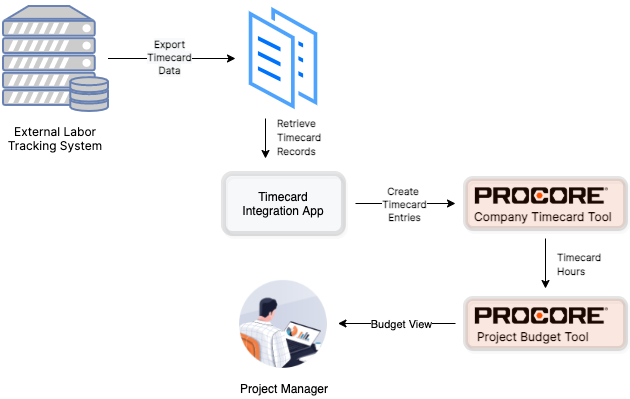 Export
Timecard
Data
External Labor
Tracking System
Retrieve
Timecard
Records
Timecard
Integration App
Create
Timecard
Entries
PROCORE®
Company Timecard Tool
Timecard
Hours
PROCORE®
Project Budget Tool
Budget View
Project Manager